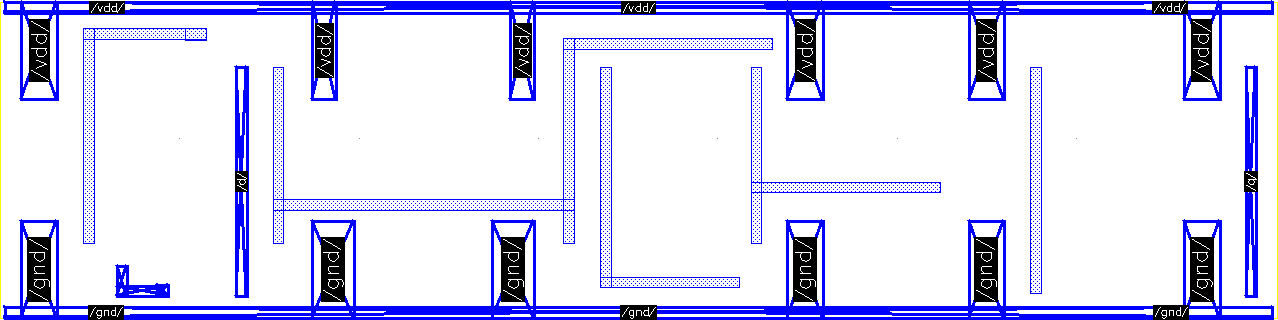 /vdd/ /vdd/ /vdd/
/vdd/ /vdd/ /vdd/ /vdd/ /vdd/ /vdd/
/d/ /q/
/gnd/ /gnd/ /gnd/ /gnd/ /gnd/ /gnd/
/gnd/ /gnd/ /gnd/